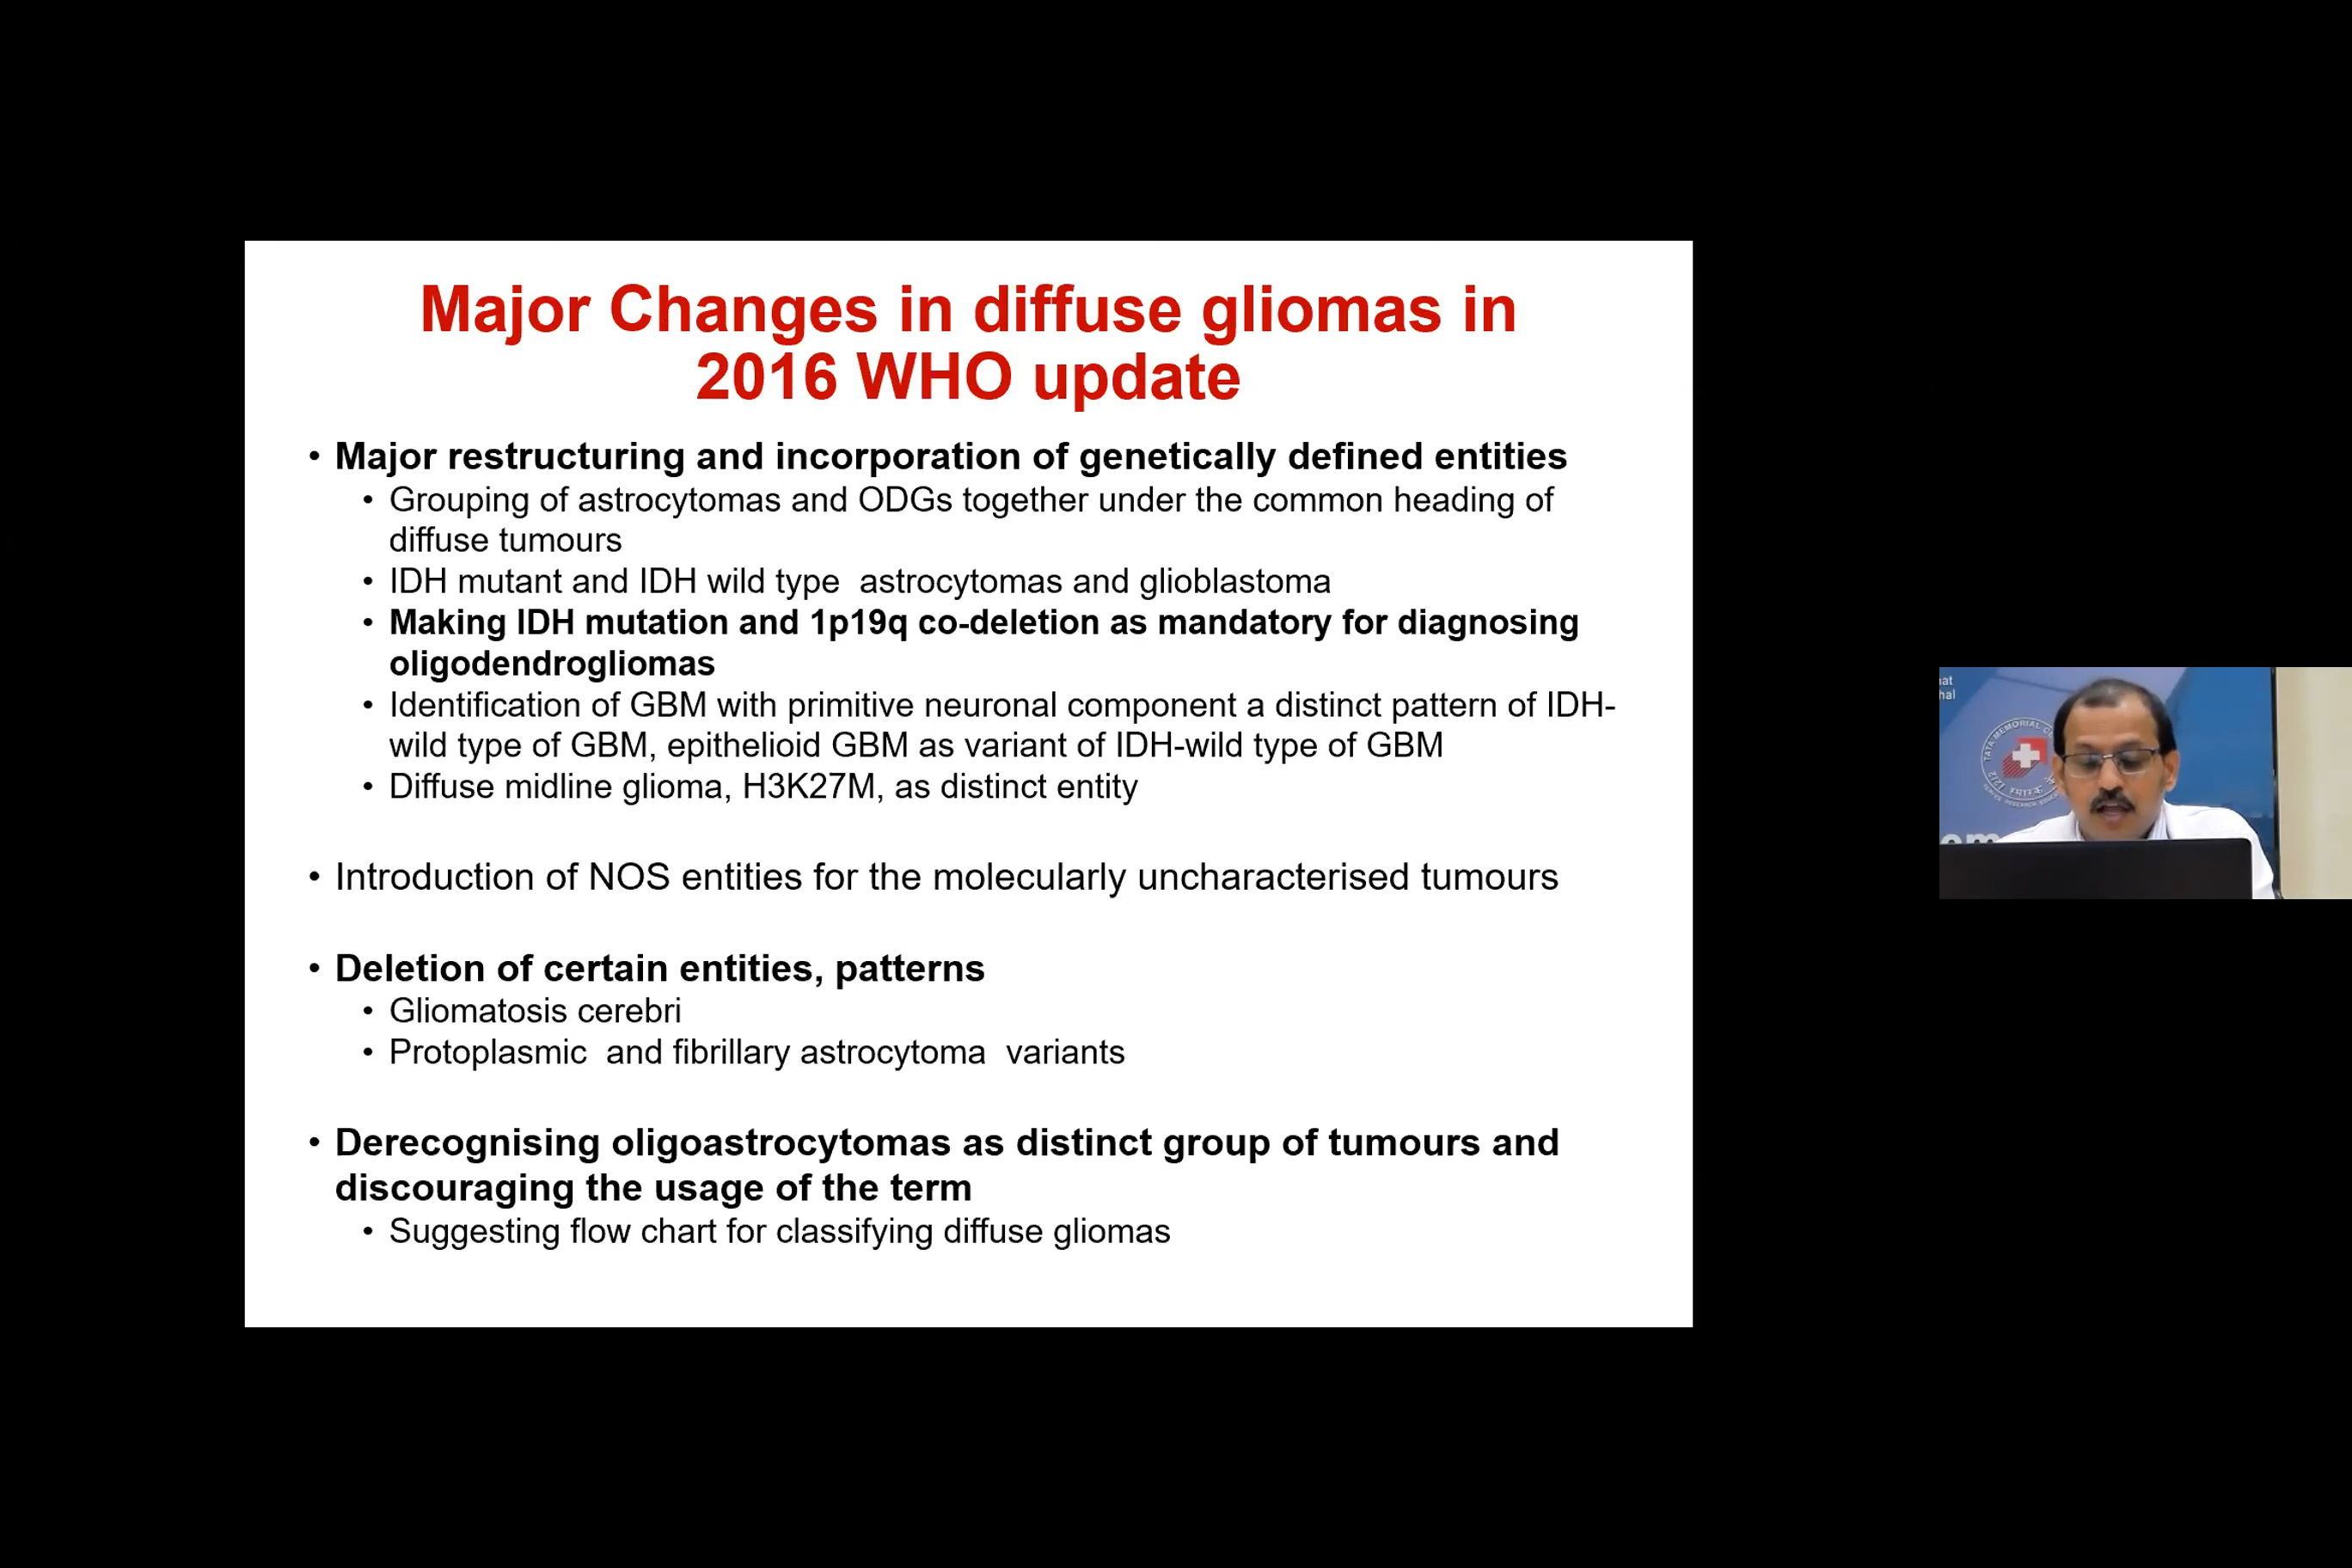 Major Changes in diffuse gliomas in
2016 WHO update
• Major restructuring and incorporation of genetically defined entities
• Grouping of astrocytomas and ODGs together under the common heading of
diffuse tumours
• IDH mutant and IDH wild type astrocytomas and glioblastoma
• Making IDH mutation and 1p19q co-deletion as mandatory for diagnosing
oligodendrogliomas
• Identification of GBM with primitive neuronal component a distinct pattern of IDH-
wild type of GBM, epithelioid GBM as variant of IDH-wild type of GBM
• Diffuse midline glioma, H3K27M, as distinct entity
• Introduction of NOS entities for the molecularly uncharacterised tumours
• Deletion of certain entities, patterns
• Gliomatosis cerebri
• Protoplasmic and fibrillary astrocytoma variants
• Derecognising oligoastrocytomas as distinct group of tumours and
discouraging the usage of the term
• Suggesting flow chart for classifying diffuse gliomas
TATA MEMORIAL